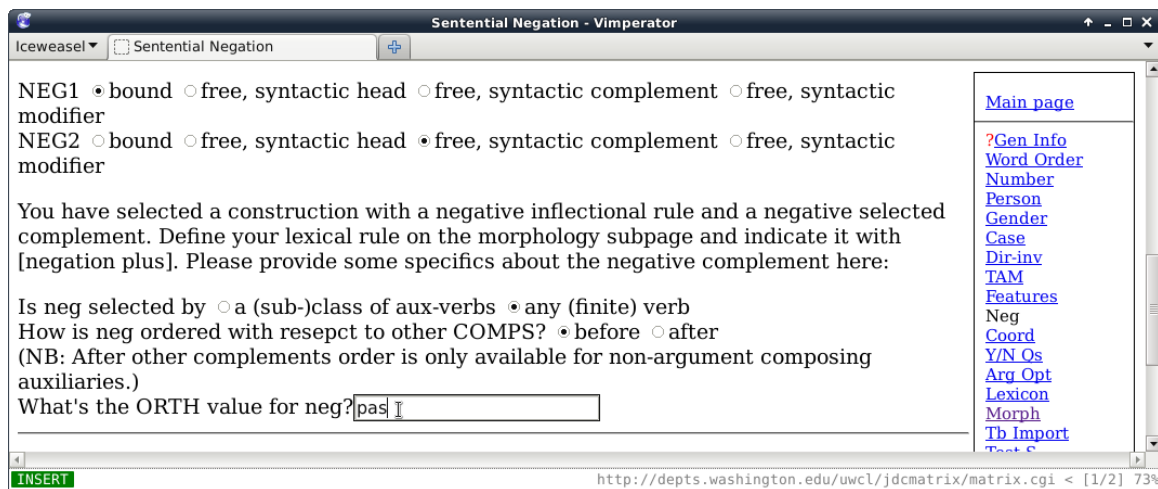 Sentential Negation - Vimperator
Iceweasel
Sentential Negation
NEG1 bound free, syntactic head free, syntactic complement free, syntactic
modifier
NEG2 bound free, syntactic head free, syntactic complement free, syntactic
modifier
You have selected a construction with a negative inflectional rule and a negative selected
complement. Define your lexical rule on the morphology subpage and indicate it with
[negation plus]. Please provide some specifics about the negative complement here:
Is neg selected by a (sub-)class of aux-verbs any (finite) verb
How is neg ordered with resepct to other COMPS? before after
(NB: After other complements order is only available for non-argument composing
auxiliaries.)
What's the ORTH value for neg? pas
Main page
?Gen Info
Word Order
Number
Person
Gender
Case
Dir-inv
TAM
Features
Neg
Coord
Y/N Qs
Arg Opt
Lexicon
Morph
Tb Import
INSERT
http://depts.washington.edu/uwcl/jdcmatrix/matrix.cgi < [1/2] 73%